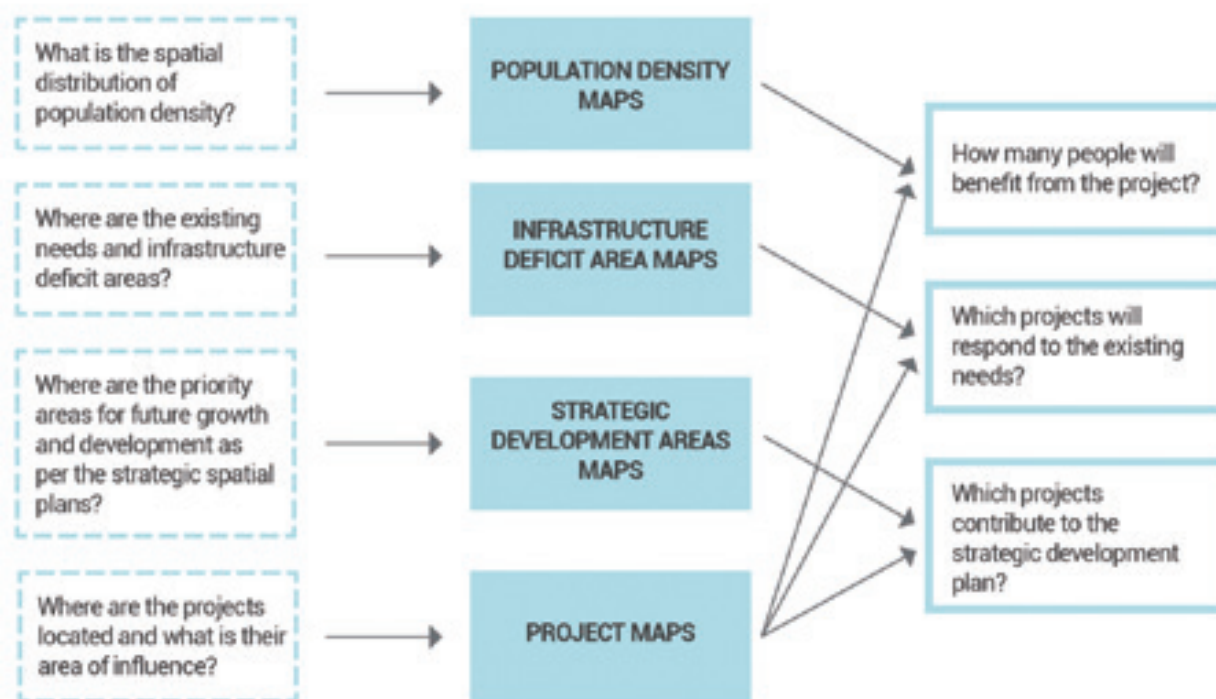 What is the spatial
distribution of
population density?
POPULATION DENSITY
MAPS
How many people will
benefit from the project?
Where are the existing
needs and infrastructure
deficit areas?
INFRASTRUCTURE
DEFICIT AREA MAPS
Which projects will
respond to the existing
needs?
Where are the priority
areas for future growth
and development as
per the strategic spatial
plans?
STRATEGIC
DEVELOPMENT AREAS
MAPS
Which projects
contribute to the
strategic development
plan?
Where are the projects
located and what is their
area of influence?
PROJECT MAPS